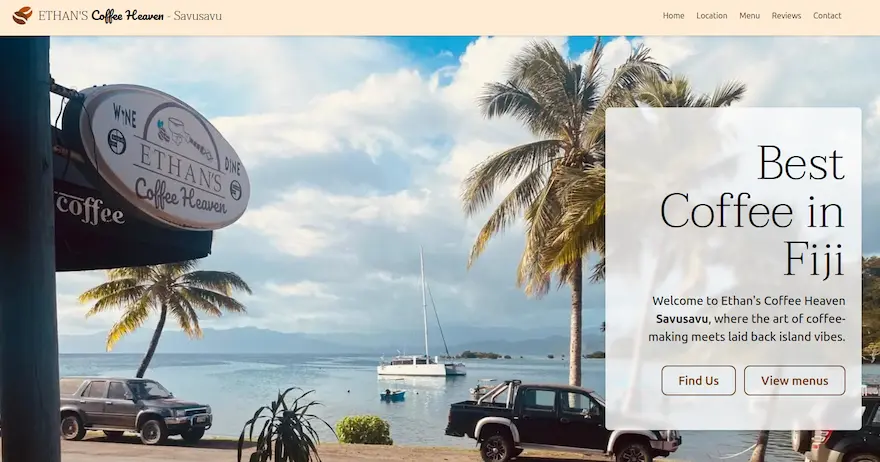 ETHAN'S Coffee Heaven - Savusavu
Home Location Menu Reviews Contact
WINE
DINE
ETHAN'S
Coffee Heaven
coffee
Best
Coffee in
Fiji
Welcome to Ethan's Coffee Heaven
Savusavu, where the art of coffee-
making meets laid back island vibes.
Find Us View menus